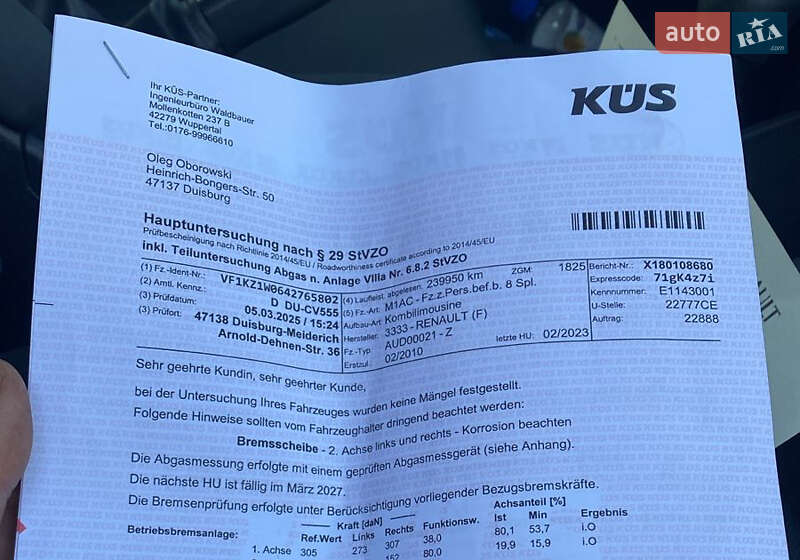 auto RIA .com
KÜS
Ihr KÜS-Partner:
Ingenieurbüro Waldbauer
Mollenkotten 237 B
42279 Wuppertal
Tel.:0176-99966610
Oleg Oborowski
Heinrich-Bongers-Str. 50
47137 Duisburg
Hauptuntersuchung nach § 29 StVZO
Prüfbescheinigung nach Richtlinie 2014/45/EU / Roadworthiness certificate according to 2014/45/EU
inkl. Teiluntersuchung Abgas n. Anlage VIIIa Nr. 6.8.2 StVZO
(1) Fz.-Ident-Nr.: VF1KZ1W0642765802
(2) Amtl. Kennz.: D DU-CV555
(3) Prüfdatum: 05.03.2025 / 15:24
(3) Prüfort: 47138 Duisburg-Meiderich
Arnold-Dehnen-Str. 36
(4) Laufleist. abgelesen: 239950 km ZGM: 1825
(5) Fz.-Art: M1AC - Fz.z.Pers.bef.b. 8 Spl.
Aufbau-Art Kombilimousine
Hersteller: 3333 - RENAULT (F)
Fz.-Typ AUD00021 - Z
Erstzul.: 02/2010 letzte HU: 02/2023
Bericht-Nr.: X180108680
Expresscode: 71gK4z7i
Kennnummer: E1143001
U-Stelle: 22777CE
Auftrag: 22888
Sehr geehrte Kundin, sehr geehrter Kunde,
bei der Untersuchung Ihres Fahrzeuges wurden keine Mängel festgestellt.
Folgende Hinweise sollten vom Fahrzeughalter dringend beachtet werden:
Bremsscheibe - 2. Achse links und rechts - Korrosion beachten
Die Abgasmessung erfolgte mit einem geprüften Abgasmessgerät (siehe Anhang).
Die nächste HU ist fällig im März 2027.
Die Bremsenprüfung erfolgte unter Berücksichtigung vorliegender Bezugsbremskräfte.
Kraft [daN] Achsanteil [%]
Betriebsbremsanlage: Ref.Wert Links Rechts Funktionsw. Ist Min Ergebnis
1. Achse 305 273 307 38,0 80,1 53,7 i.O
152 80,0 19,9 15,9 i.O